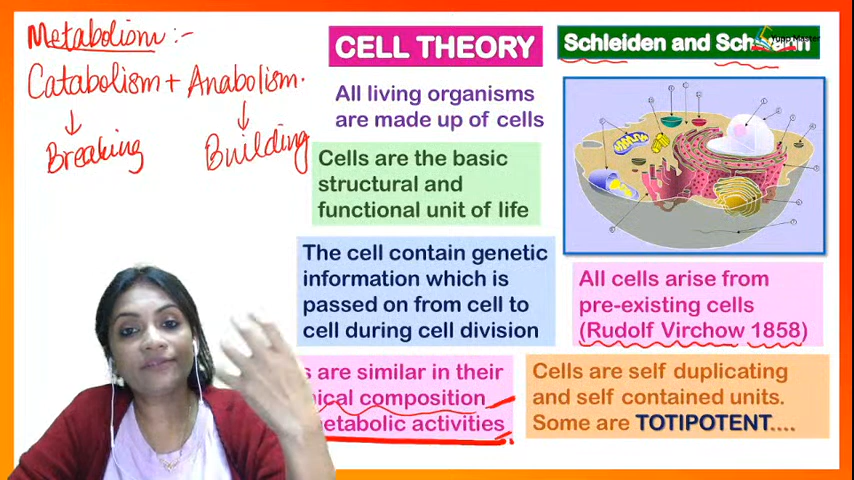 Metabolism :-
Catabolism + Anabolism.
↓ ↓
Breaking Building
CELL THEORY
Schleiden and
All living organisms
are made up of cells
Cells are the basic
structural and
functional unit of life
The cell contain genetic
information which is
passed on from cell to
cell during cell division
All cells arise from
pre-existing cells
(Rudolf Virchow 1858)
s are similar in their
ical composition
metabolic activities
Cells are self duplicating
and self contained units.
Some are TOTIPOTENT....